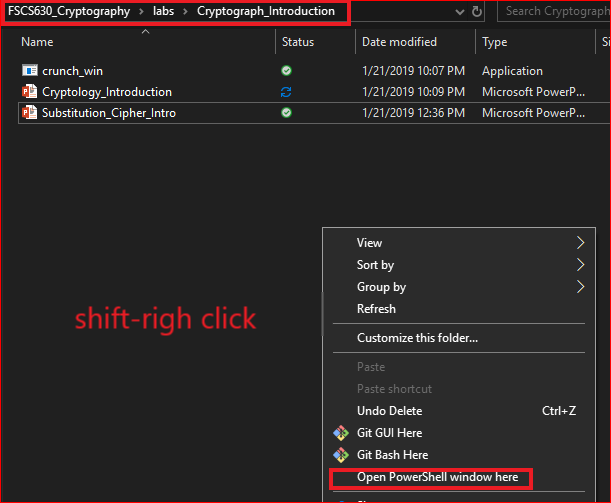 FSCS630_Cryptography > labs > Cryptograph_Introduction
Search Cryptograph
Name Status Date modified Type Si
crunch_win 1/21/2019 10:07 PM Application
Cryptology_Introduction 1/21/2019 10:09 PM Microsoft PowerP...
Substitution_Cipher_Intro 1/21/2019 12:36 PM Microsoft PowerP...
View
Sort by
Group by
Refresh
Customize this folder...
Paste
Paste shortcut
Undo Delete Ctrl+Z
Git GUI Here
Git Bash Here
Open PowerShell window here
shift-righ click